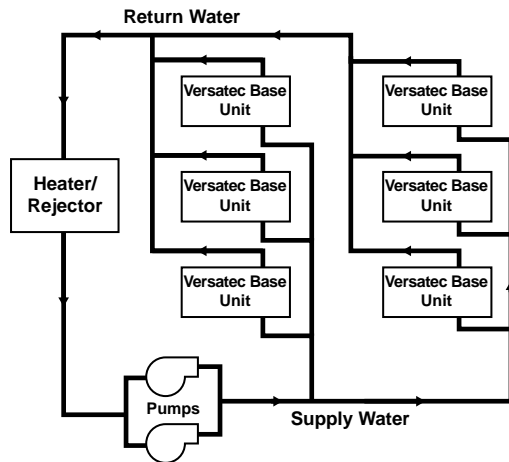 Return Water
Versatec Base
Unit
Versatec Base
Unit
Heater/
Rejector
Versatec Base
Unit
Versatec Base
Unit
Versatec Base
Unit
Versatec Base
Unit
Pumps
Supply Water